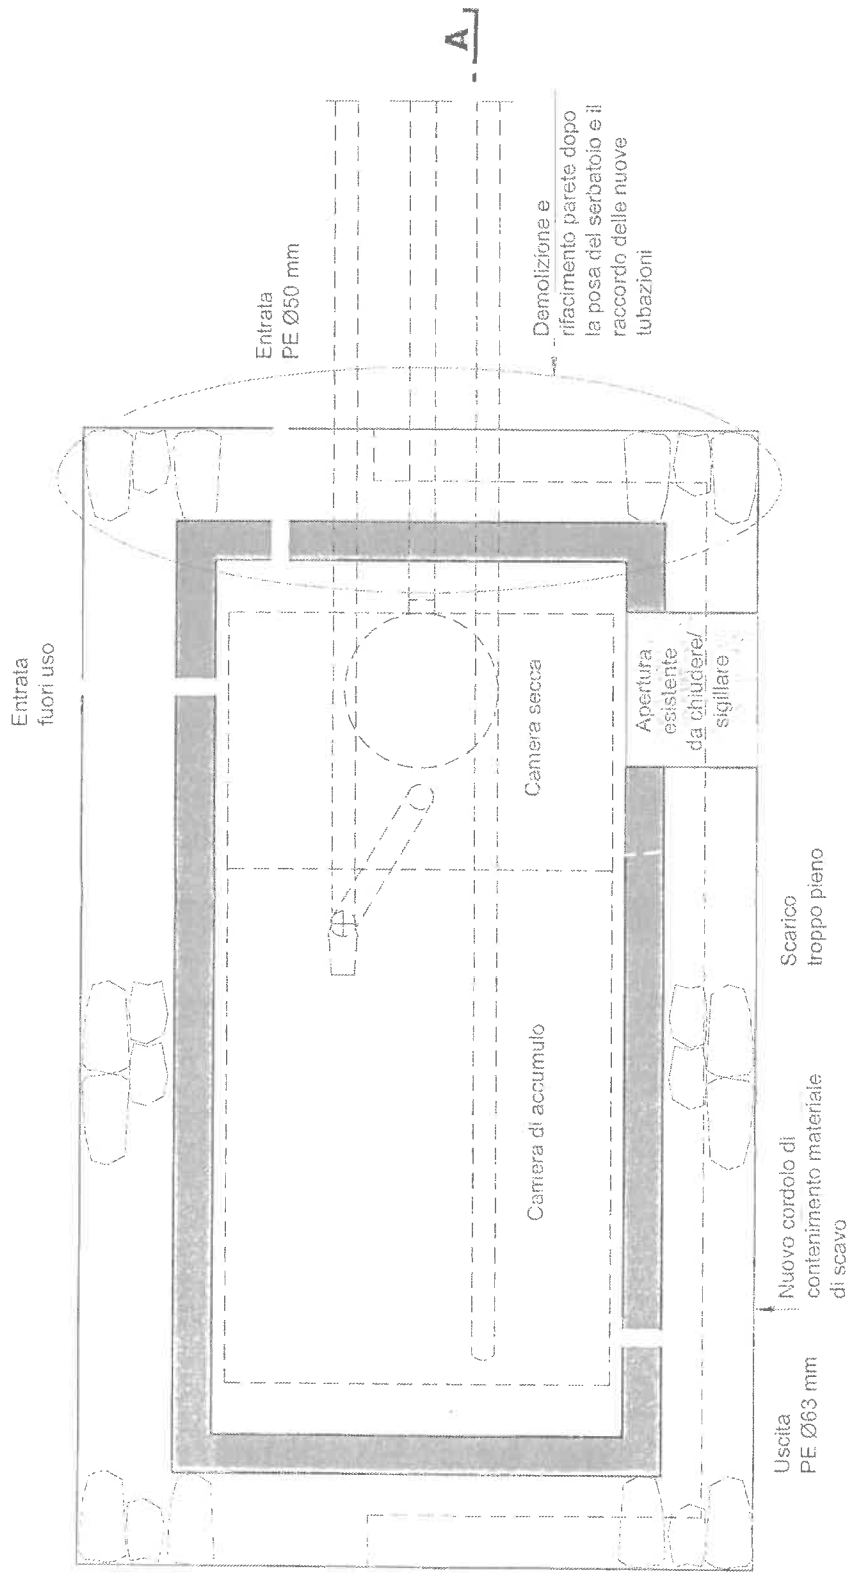 A
Entrata
PE Ø50 mm
Demolizione e
rifacimento parete dopo
la posa del serbatoio e il
raccordo delle nuove
tubazioni
Entrata
fuori uso
Camera secca
Apertura
esistente
da chiudere/
sigillare
Camera di accumulo
Scarico
troppo pieno
Nuovo cordolo di
contenimento materiale
di scavo
Uscita
PE Ø63 mm